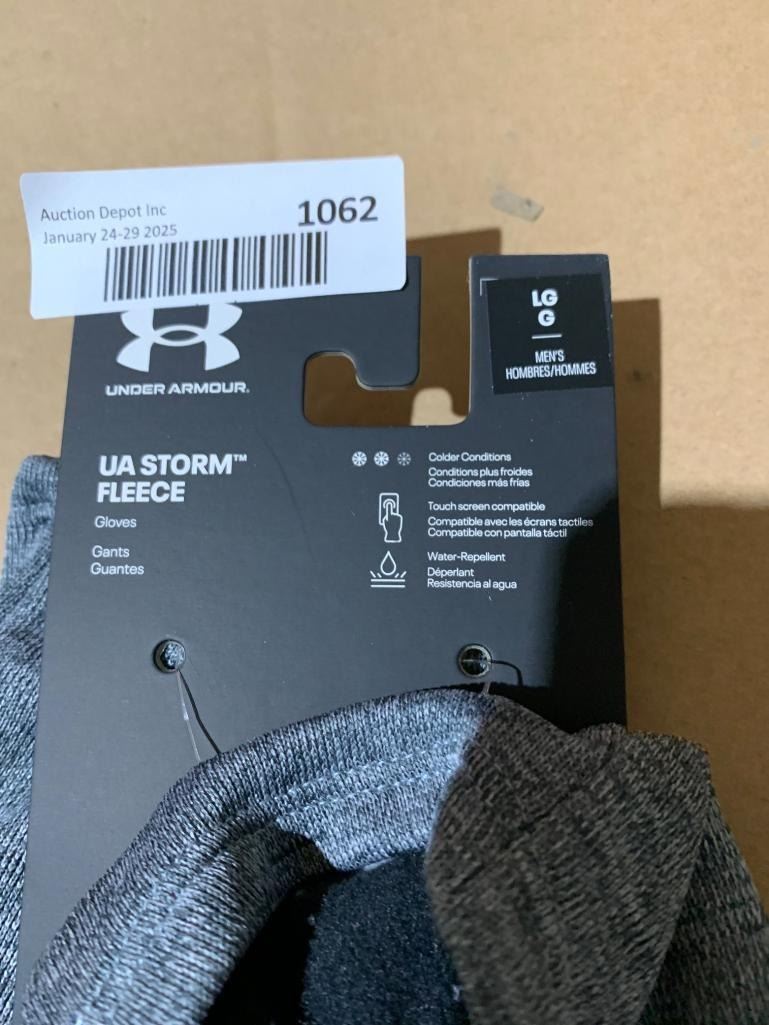 Auction Depot Inc
1062
January 24-29 2025
UNDER ARMOUR.
LG
G
MEN'S
HOMBRES/HOMMES
UA STORM™
FLEECE
Gloves
Gants
Guantes
Colder Conditions
Conditions plus froides
Condiciones más frías
Touch screen compatible
Compatible avec les écrans tactiles
Compatible con pantalla táctil
Water-Repellent
Déperlant
Resistencia al agua